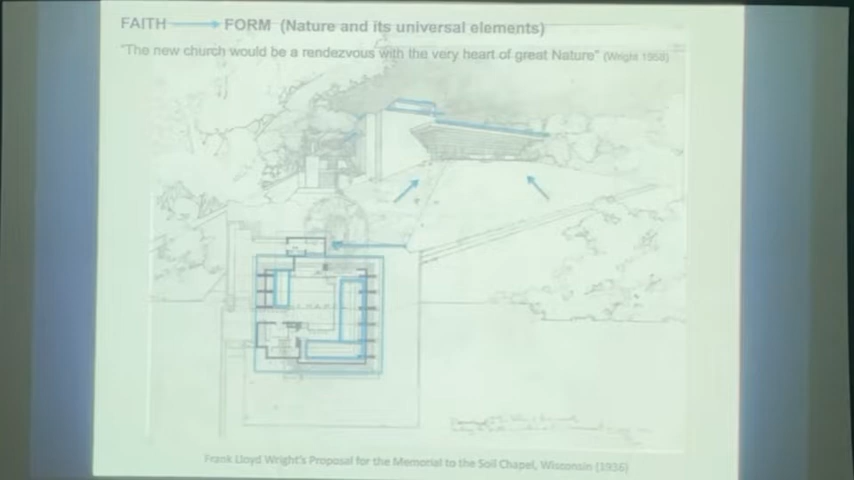 FAITH → FORM (Nature and its universal elements)
"The new church would be a rendezvous with the very heart of great Nature" (Wright 1958)
CHAPEL
Frank Lloyd Wright's Proposal for the Memorial to the Soil Chapel, Wisconsin (1936)